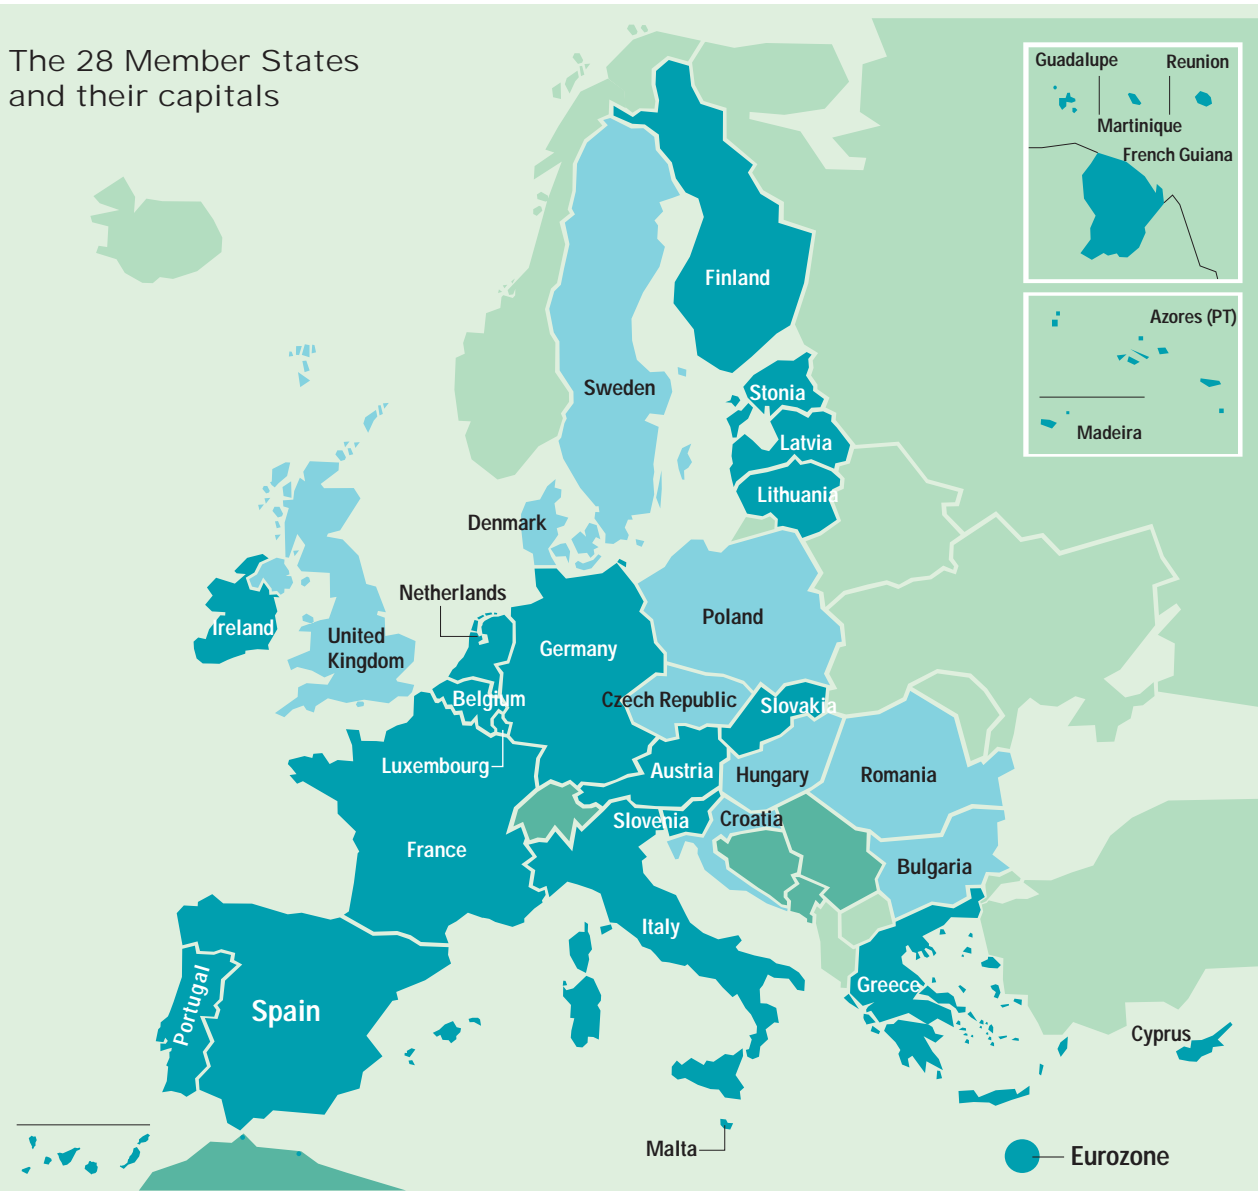 The 28 Member States
and their capitals
Guadalupe
Reunion
Martinique
French Guiana
Azores (PT)
Madeira
Finland
Sweden
Stonia
Latvia
Lithuania
Denmark
Netherlands
Ireland
United
Kingdom
Germany
Poland
Belgium
Czech Republic
Slovakia
Luxembourg
Austria
Hungary
Romania
Slovenia
Croatia
France
Bulgaria
Italy
Portugal
Spain
Greece
Cyprus
Malta
Eurozone